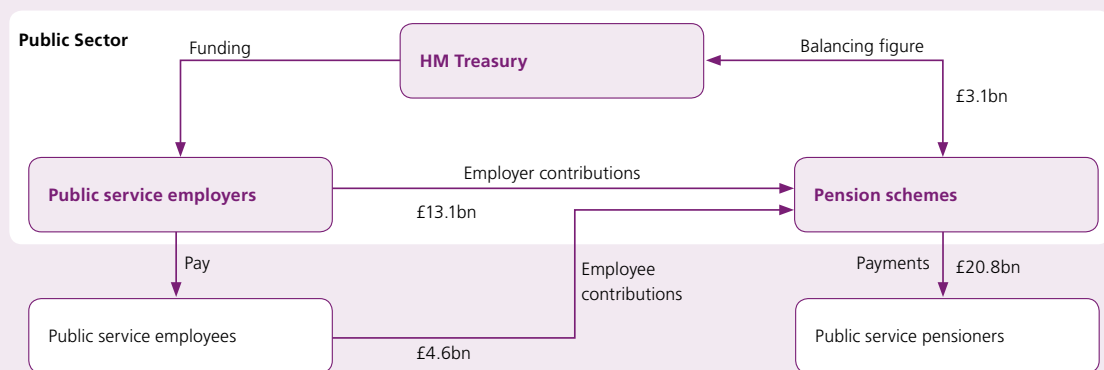 Public Sector
Funding
HM Treasury
Balancing figure
£3.1bn
Public service employers
Employer contributions
£13.1bn
Pension schemes
Pay
Employee
contributions
Payments
£20.8bn
Public service employees
£4.6bn
Public service pensioners